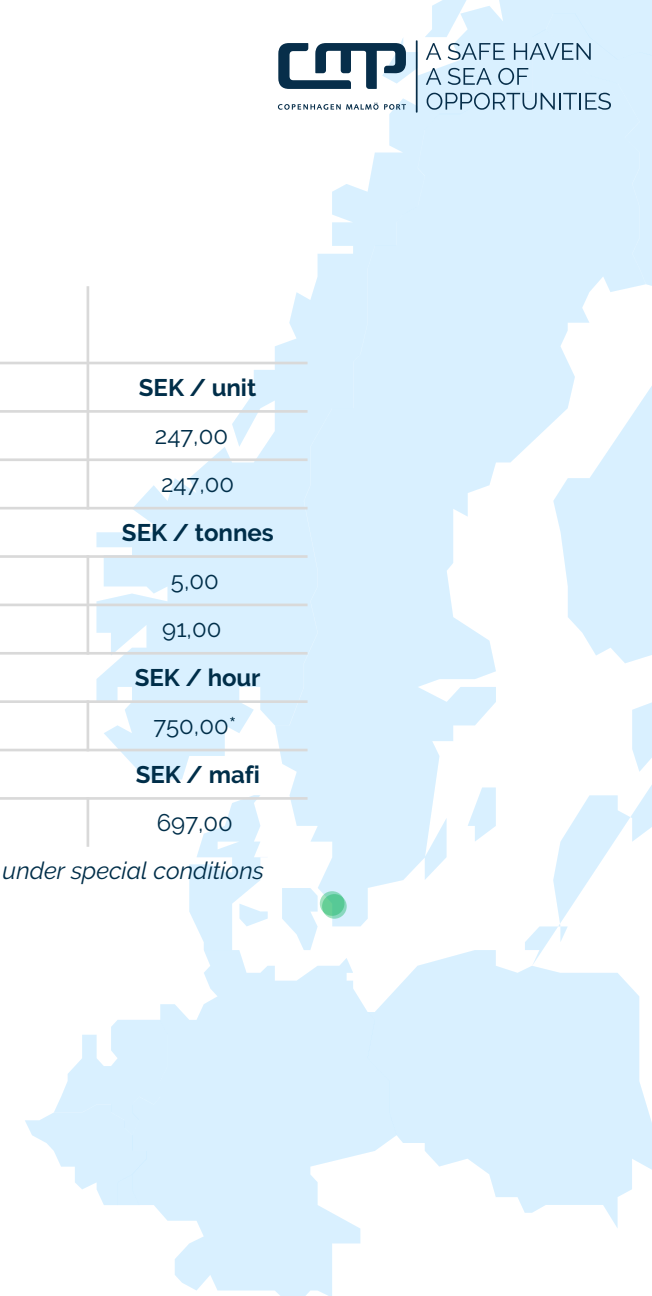 CMP
COPENHAGEN MALMÖ PORT
A SAFE HAVEN
A SEA OF
OPPORTUNITIES
SEK / unit
247,00
247,00
SEK / tonnes
5,00
91,00
SEK / hour
750,00*
SEK / mafi
697,00
under special conditions